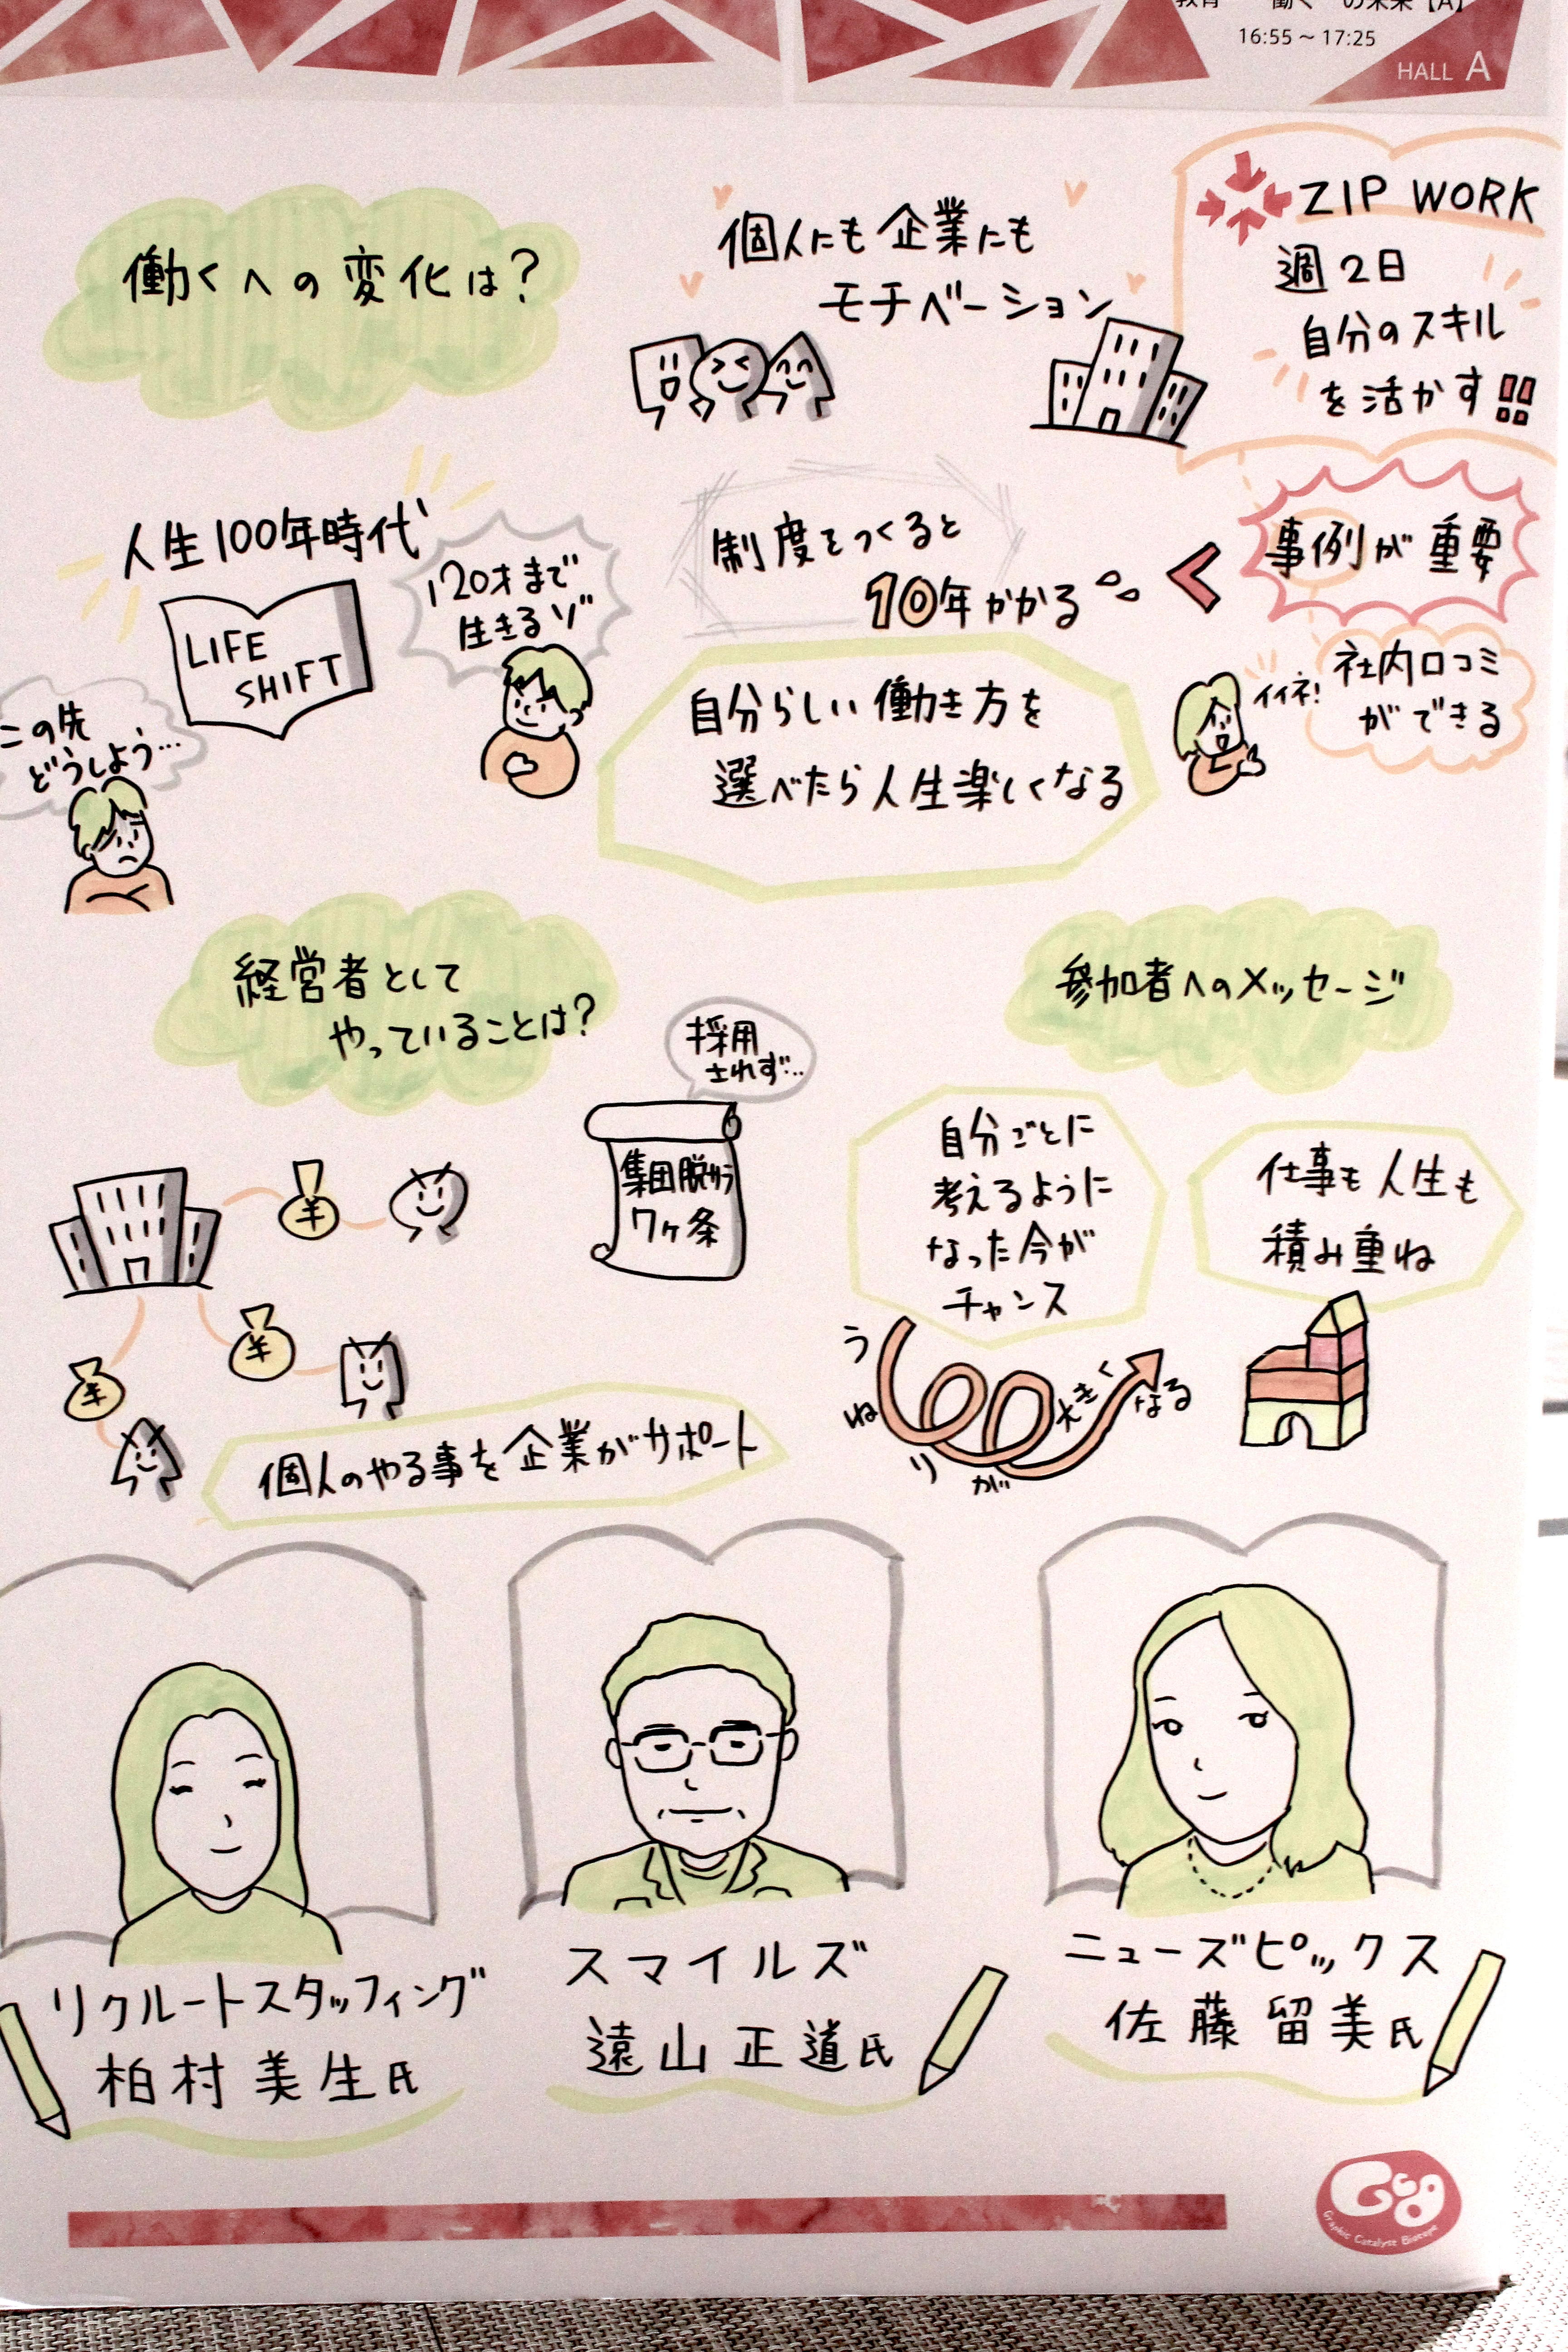 教育 働く の未来【A】
16:55 ~ 17:25
HALL A
働くへの変化は?
個人にも企業にも
モチベーション
ZIP WORK
週2日
自分のスキル
を活かす!!
人生100年時代
LIFE
SHIFT
120才まで
生きるゾ
この先
どうしよう…
制度をつくると
10年かかる
<
事例が重要
社内口コミ
ができる
イイネ!
自分らしい働き方を
選べたら人生楽しくなる
経営者として
やっていることは?
採用
されず…
集団脱サラ
7ヶ条
¥
¥
¥
個人のやる事を企業がサポート
参加者へのメッセージ
自分ごとに
考えるように
なった今が
チャンス
うねりが大きくなる
仕事も人生も
積み重ね
リクルートスタッフィング
柏村美生氏
スマイルズ
遠山正道氏
ニューズピックス
佐藤留美氏
GCB
Graphic Catalyst Biotope